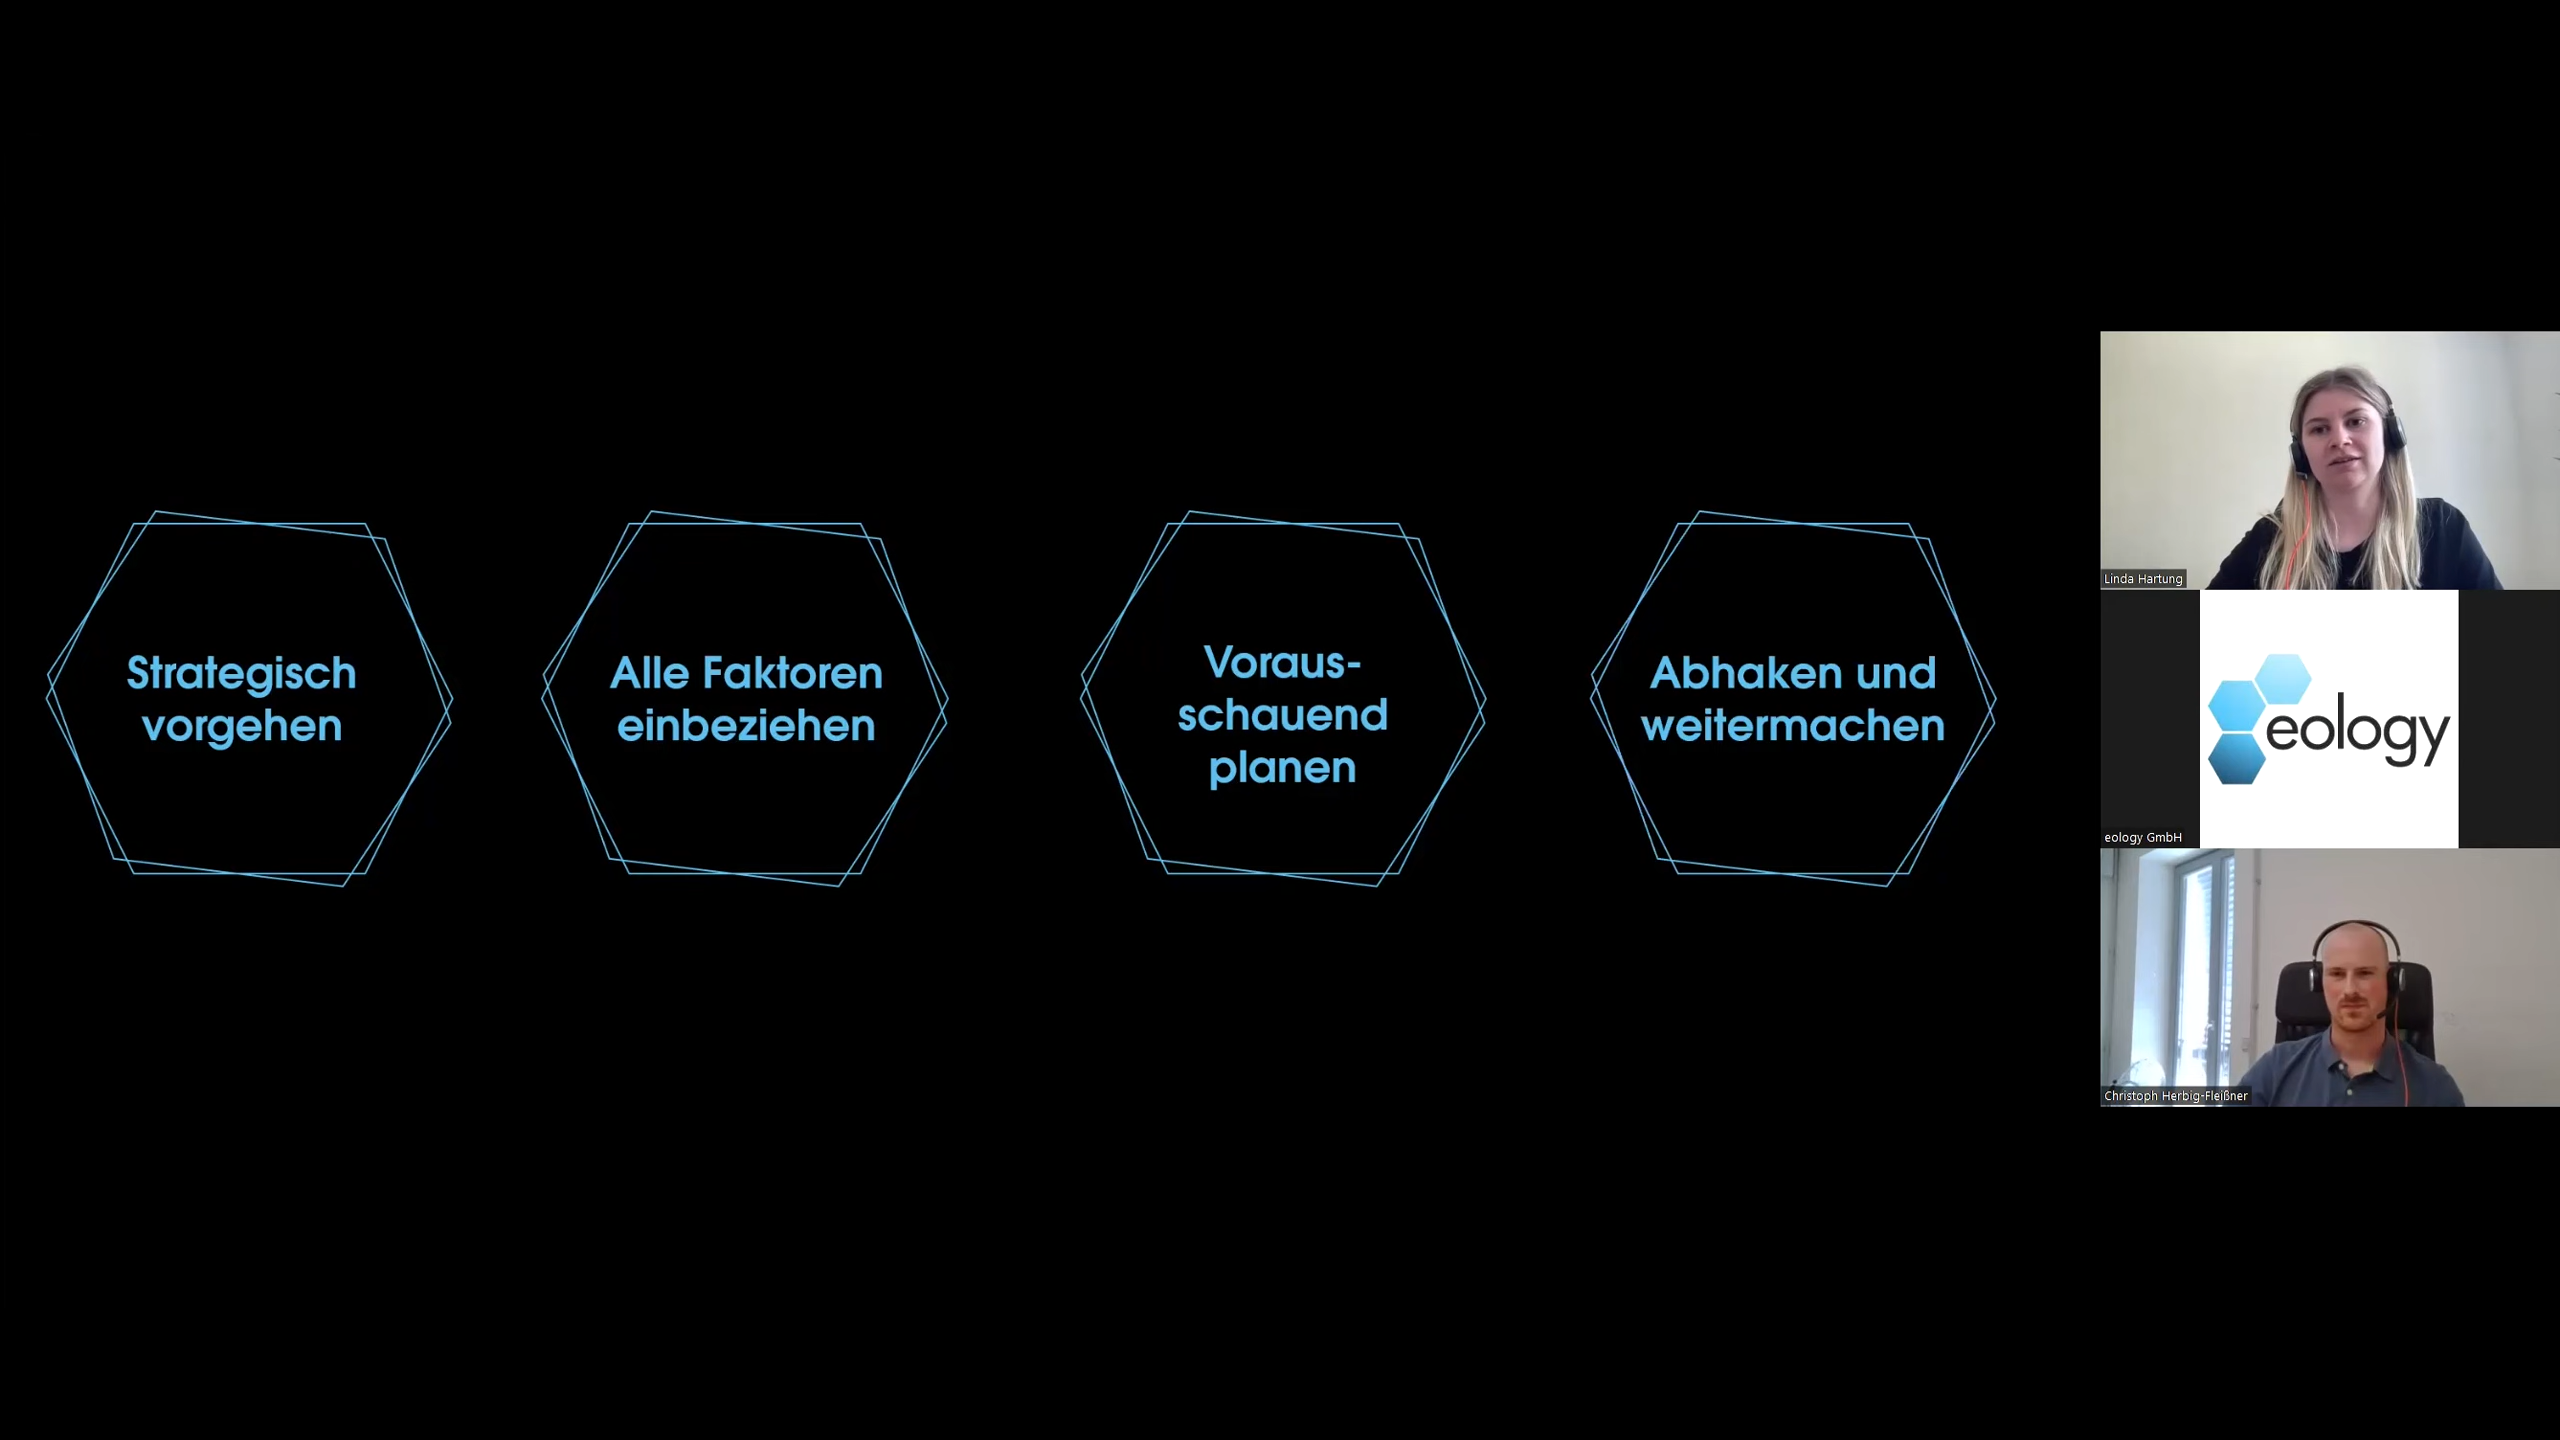 Strategisch
vorgehen
Alle Faktoren
einbeziehen
Voraus-
schauend
planen
Abhaken und
weitermachen
Linda Hartung
eology
eology GmbH
Christoph Herbig-Fleißner